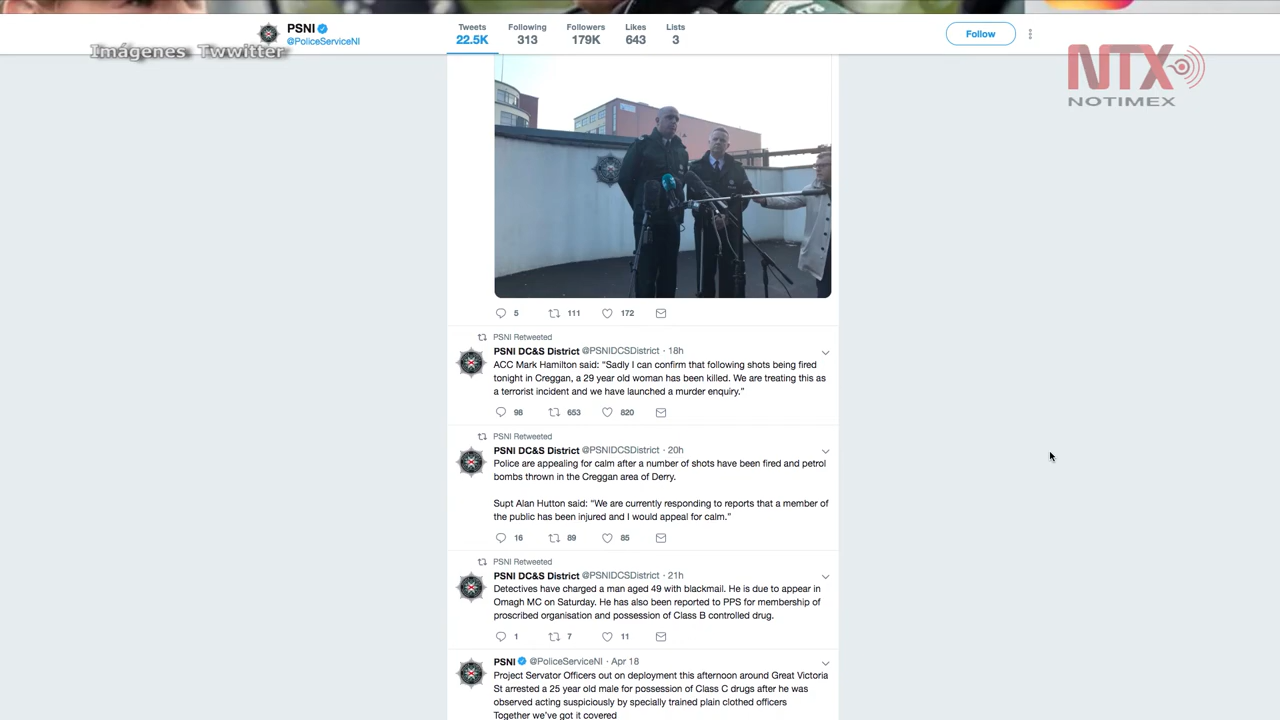 PSNI
@PoliceServiceNI
Tweets
22.5K
Following
313
Followers
179K
Likes
643
Lists
3
Follow
Imágenes Twwitter
NTX
NOTIMEX
5 111 172
PSNI Retweeted
PSNI DC&S District @PSNIDCSDistrict · 18h
ACC Mark Hamilton said: “Sadly I can confirm that following shots being fired
tonight in Creggan, a 29 year old woman has been killed. We are treating this as
a terrorist incident and we have launched a murder enquiry.”
98 653 820
PSNI Retweeted
PSNI DC&S District @PSNIDCSDistrict · 20h
Police are appealing for calm after a number of shots have been fired and petrol
bombs thrown in the Creggan area of Derry.
Supt Alan Hutton said: “We are currently responding to reports that a member of
the public has been injured and I would appeal for calm.”
16 89 85
PSNI Retweeted
PSNI DC&S District @PSNIDCSDistrict · 21h
Detectives have charged a man aged 49 with blackmail. He is due to appear in
Omagh MC on Saturday. He has also been reported to PPS for membership of
proscribed organisation and possession of Class B controlled drug.
1 7 11
PSNI @PoliceServiceNI · Apr 18
Project Servator Officers out on deployment this afternoon around Great Victoria
St arrested a 25 year old male for possession of Class C drugs after he was
observed acting suspiciously by specially trained plain clothed officers
Together we've got it covered